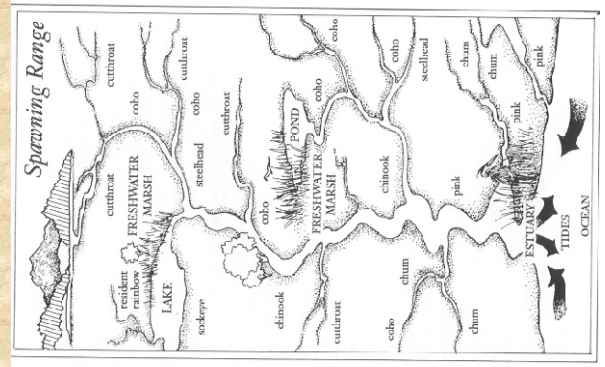 Spawning Range
cutthroat
cutthroat
coho
coho
cutthroat
cutthroat
FRESHWATER
MARSH
steelhead
resident
rainbow
LAKE
sockeye
coho
coho
coho
POND
coho
FRESHWATER
MARSH
chinook
chinook
cutthroat
steelhead
chum
chum
pink
pink
pink
chum
coho
chum
ESTUARY
TIDES
OCEAN